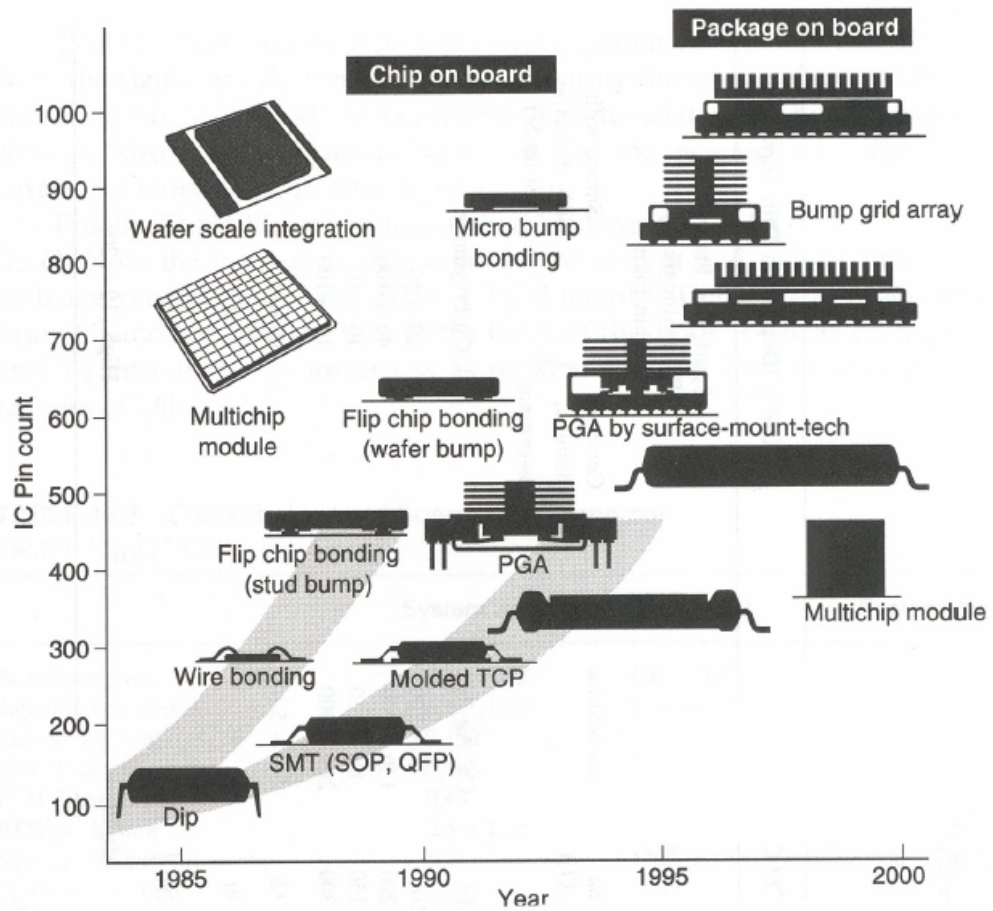 Package on board
Chip on board
1000
900
800
700
600
500
400
300
200
100
IC Pin count
Wafer scale integration
Micro bump
bonding
Bump grid array
Multichip
module
Flip chip bonding
(wafer bump)
PGA by surface-mount-tech
Flip chip bonding
(stud bump)
PGA
Multichip module
Wire bonding
Molded TCP
SMT (SOP, QFP)
Dip
1985
1990
1995
2000
Year